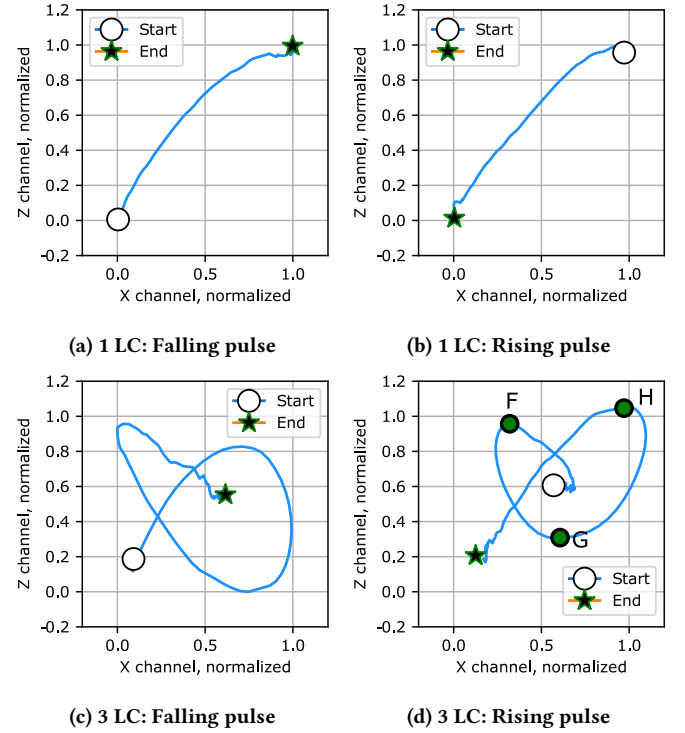 1.2
1.0
0.8
0.6
0.4
0.2
0.0
-0.2
0.0
0.5
1.0
Z channel, normalized
X channel, normalized
Start
End
(a) 1 LC: Falling pulse
1.2
1.0
0.8
0.6
0.4
0.2
0.0
-0.2
0.0
0.5
1.0
Z channel, normalized
X channel, normalized
Start
End
(b) 1 LC: Rising pulse
1.2
1.0
0.8
0.6
0.4
0.2
0.0
-0.2
0.0
0.5
1.0
Z channel, normalized
X channel, normalized
Start
End
(c) 3 LC: Falling pulse
1.2
1.0
0.8
0.6
0.4
0.2
0.0
-0.2
0.0
0.5
1.0
Z channel, normalized
X channel, normalized
F
H
G
Start
End
(d) 3 LC: Rising pulse